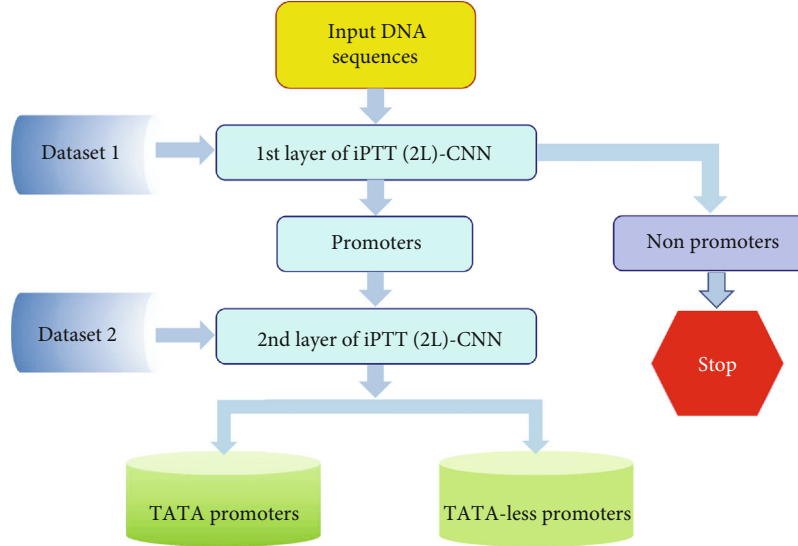 Input DNA
sequences
Dataset 1
1st layer of iPTT (2L)-CNN
Promoters
Non promoters
Dataset 2
2nd layer of iPTT (2L)-CNN
Stop
TATA promoters
TATA-less promoters